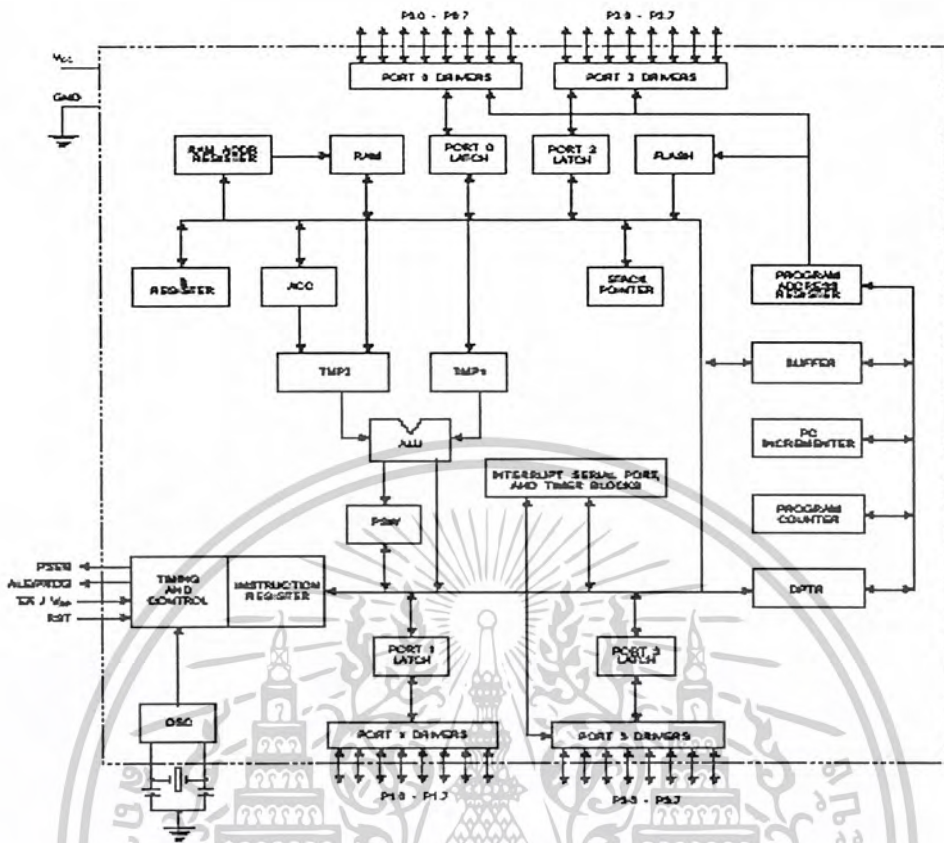 P0.0 - P0.7
P2.0 - P2.7
VCC
PORT 0 DRIVERS
PORT 2 DRIVERS
GND
RAM ADDR.
REGISTER
RAM
PORT 0
LATCH
PORT 2
LATCH
FLASH
B
REGISTER
ACC
STACK
POINTER
PROGRAM
ADDRESS
REGISTER
TMP2
TMP1
BUFFER
ALU
PC
INCREMENTER
INTERRUPT SERIAL PORT,
AND TIMER BLOCKS
PSW
PROGRAM
COUNTER
PSEN
ALE/PROG
EA / VPP
RST
TIMING
AND
CONTROL
INSTRUCTION
REGISTER
DPTR
PORT 1
LATCH
PORT 3
LATCH
OSC
PORT 1 DRIVERS
PORT 3 DRIVERS
P1.0 - P1.7
P3.0 - P3.7